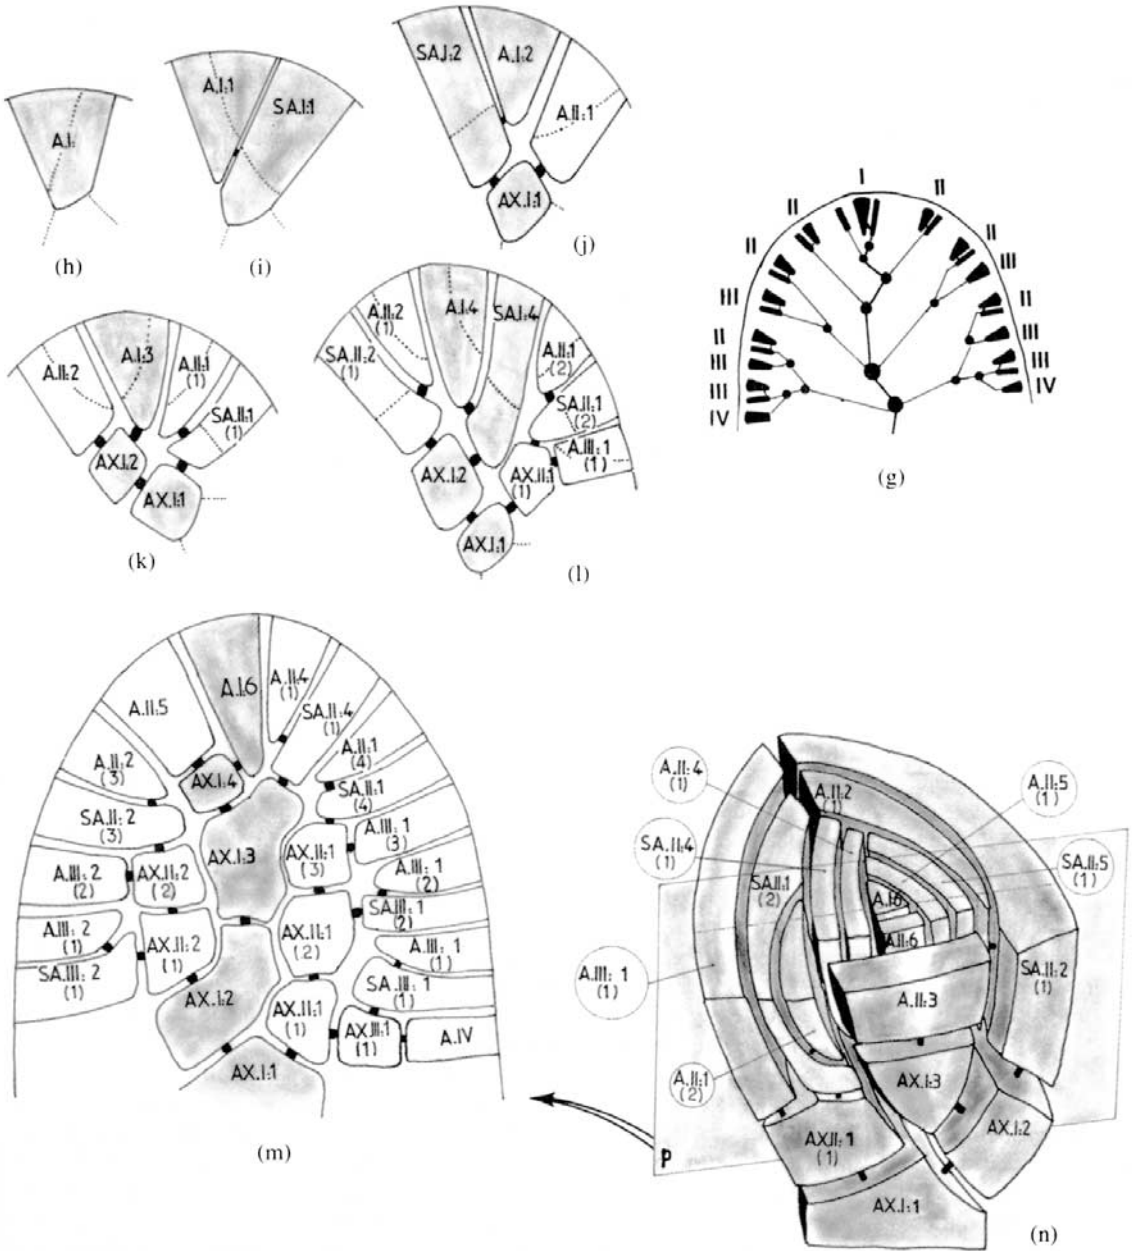 A.I:
(h)
A.I:1
SA.I:1
(i)
SA.I:2
A.I:2
A.II:1
AX.I:1
(j)
I
II
II
II
II
III
III
II
II
III
III
III
III
IV
IV
(g)
A.II:2
A.I:3
A.II:1
(1)
SA.II:1
(1)
AX.I:2
AX.I:1
(k)
A.II:2
(1)
SA.II:2
(1)
A.I:4
SA.I:4
A.II:1
(2)
SA.II:1
(2)
A.III:1
(1)
AX.I:2
AX.II:1
(1)
AX.I:1
(l)
A.II:5
A.I:6
A.II:4
(1)
SA.II:4
(1)
A.II:2
(3)
A.II:1
(4)
AX.I:4
SA.II:1
(4)
SA.II:2
(3)
A.III:1
(3)
AX.I:3
AX.II:1
(3)
A.III:2
(2)
AX.II:2
(2)
A.III:1
(2)
SA.III:1
(2)
A.III:2
(1)
AX.II:2
(1)
AX.II:1
(2)
A.III:1
(1)
SA.III:2
(1)
SA.III:1
(1)
AX.I:2
AX.II:1
(1)
AX.III:1
(1)
A.IV
AX.I:1
(m)
A.II:4
(1)
A.II:2
(1)
A.II:5
(1)
SA.II:4
(1)
SA.II:5
(1)
SA.II:1
(2)
A.I:6
A.II:6
A.III:1
(1)
SA.II:2
(1)
A.II:3
A.II:1
(2)
AX.I:3
AX.II:1
(1)
AX.I:2
P
AX.I:1
(n)